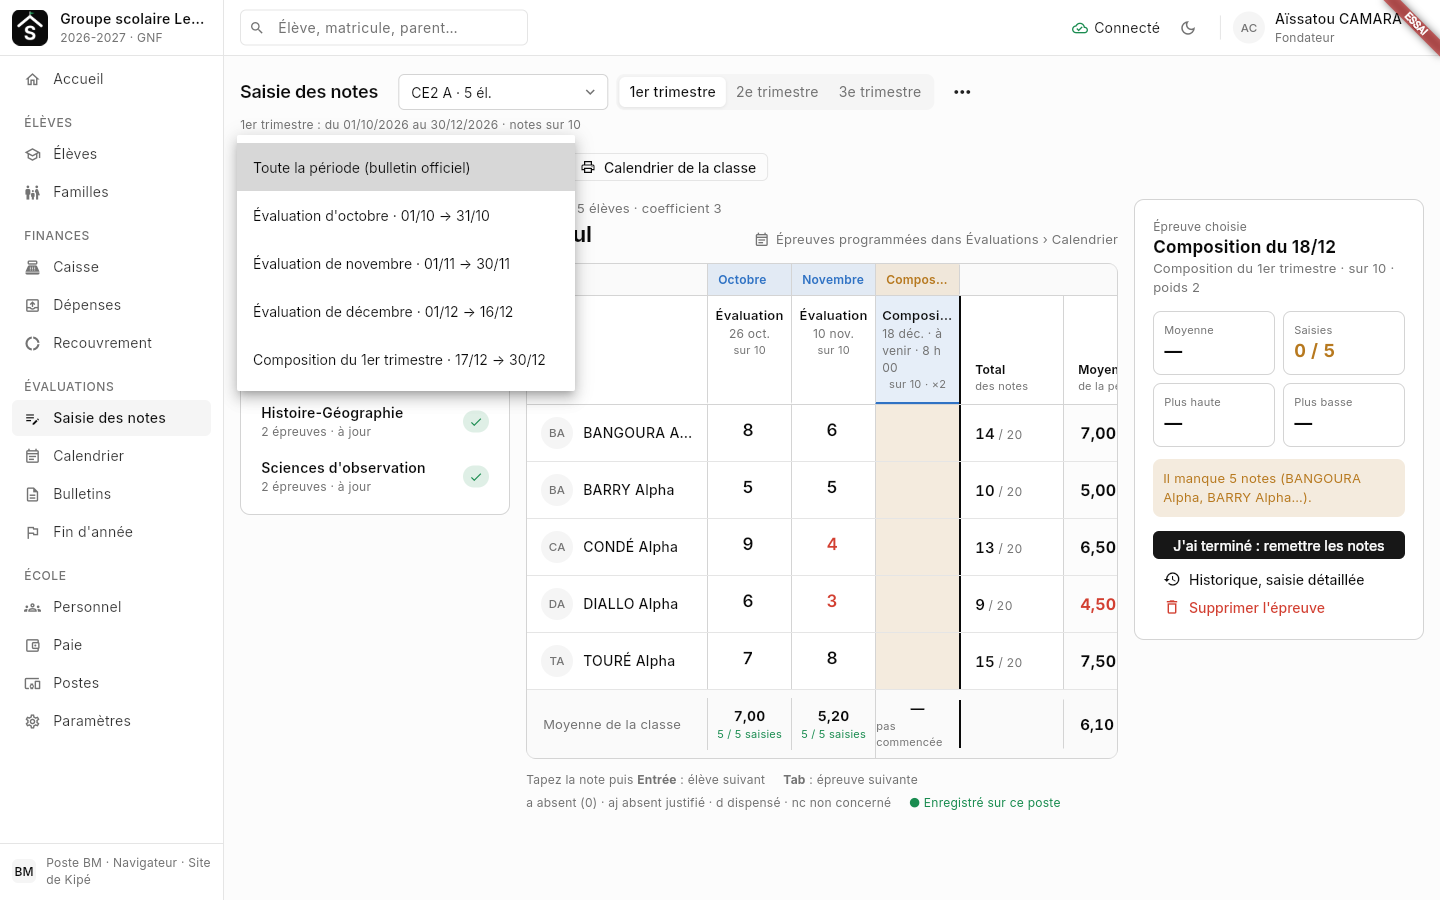 Groupe scolaire Le...
2026-2027 · GNF
Élève, matricule, parent...
Connecté
AC
Aïssatou CAMARA
Fondateur
ESSAI
Accueil
ÉLÈVES
Élèves
Familles
FINANCES
Caisse
Dépenses
Recouvrement
ÉVALUATIONS
Saisie des notes
Calendrier
Bulletins
Fin d'année
ÉCOLE
Personnel
Paie
Postes
Paramètres
BM
Poste BM · Navigateur · Site
de Kipé
Saisie des notes
CE2 A · 5 él.
1er trimestre
2e trimestre
3e trimestre
1er trimestre : du 01/10/2026 au 30/12/2026 · notes sur 10
Toute la période (bulletin officiel)
Évaluation d'octobre · 01/10 → 31/10
Évaluation de novembre · 01/11 → 30/11
Évaluation de décembre · 01/12 → 16/12
Composition du 1er trimestre · 17/12 → 30/12
Calendrier de la classe
Histoire-Géographie
2 épreuves · à jour
Sciences d'observation
2 épreuves · à jour
5 élèves · coefficient 3
ul
Épreuves programmées dans Évaluations › Calendrier
Octobre
Novembre
Compos...
Évaluation
26 oct.
sur 10
Évaluation
10 nov.
sur 10
Composi...
18 déc. · à
venir · 8 h
00
sur 10 · ×2
Total
des notes
Moyen
de la pé
BA BANGOURA A... 8 6 14 / 20 7,00
BA BARRY Alpha 5 5 10 / 20 5,00
CA CONDÉ Alpha 9 4 13 / 20 6,50
DA DIALLO Alpha 6 3 9 / 20 4,50
TA TOURÉ Alpha 7 8 15 / 20 7,50
Moyenne de la classe
7,00
5 / 5 saisies
5,20
5 / 5 saisies
—
pas
commencée
6,10
Tapez la note puis Entrée : élève suivant Tab : épreuve suivante
a absent (0) · aj absent justifié · d dispensé · nc non concerné
Enregistré sur ce poste
Épreuve choisie
Composition du 18/12
Composition du 1er trimestre · sur 10 ·
poids 2
Moyenne
—
Saisies
0 / 5
Plus haute
—
Plus basse
—
Il manque 5 notes (BANGOURA
Alpha, BARRY Alpha...).
J'ai terminé : remettre les notes
Historique, saisie détaillée
Supprimer l'épreuve